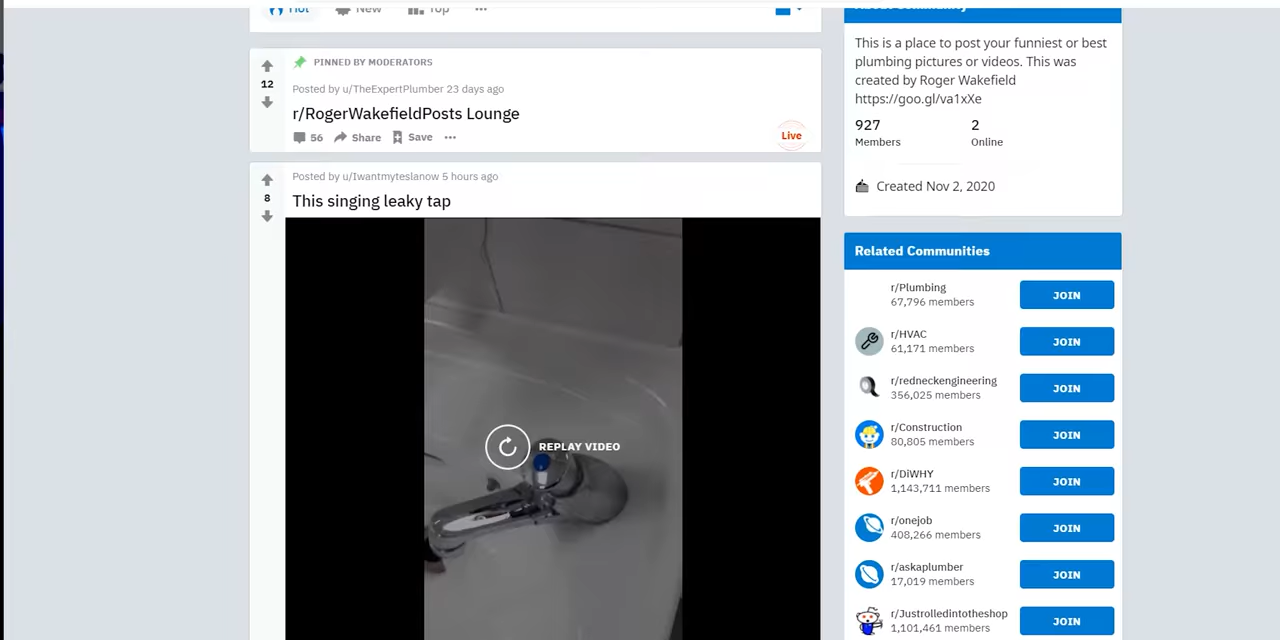 Hot
New
Top
PINNED BY MODERATORS
Posted by u/TheExpertPlumber 23 days ago
12
r/RogerWakefieldPosts Lounge
56
Share
Save
Live
Posted by u/Iwantmyteslanow 5 hours ago
8
This singing leaky tap
REPLAY VIDEO
About Community
This is a place to post your funniest or best
plumbing pictures or videos. This was
created by Roger Wakefield
https://goo.gl/va1xXe
927
Members
2
Online
Created Nov 2, 2020
Related Communities
r/Plumbing
67,796 members
JOIN
r/HVAC
61,171 members
JOIN
r/redneckengineering
356,025 members
JOIN
r/Construction
80,805 members
JOIN
r/DiWHY
1,143,711 members
JOIN
r/onejob
408,266 members
JOIN
r/askaplumber
17,019 members
JOIN
r/Justrolledintotheshop
1,101,461 members
JOIN